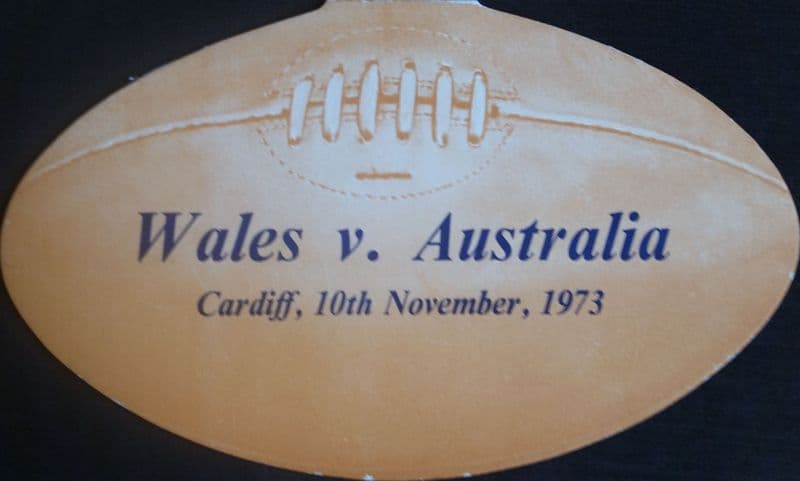 Wales v. Australia
Cardiff, 10th November, 1973